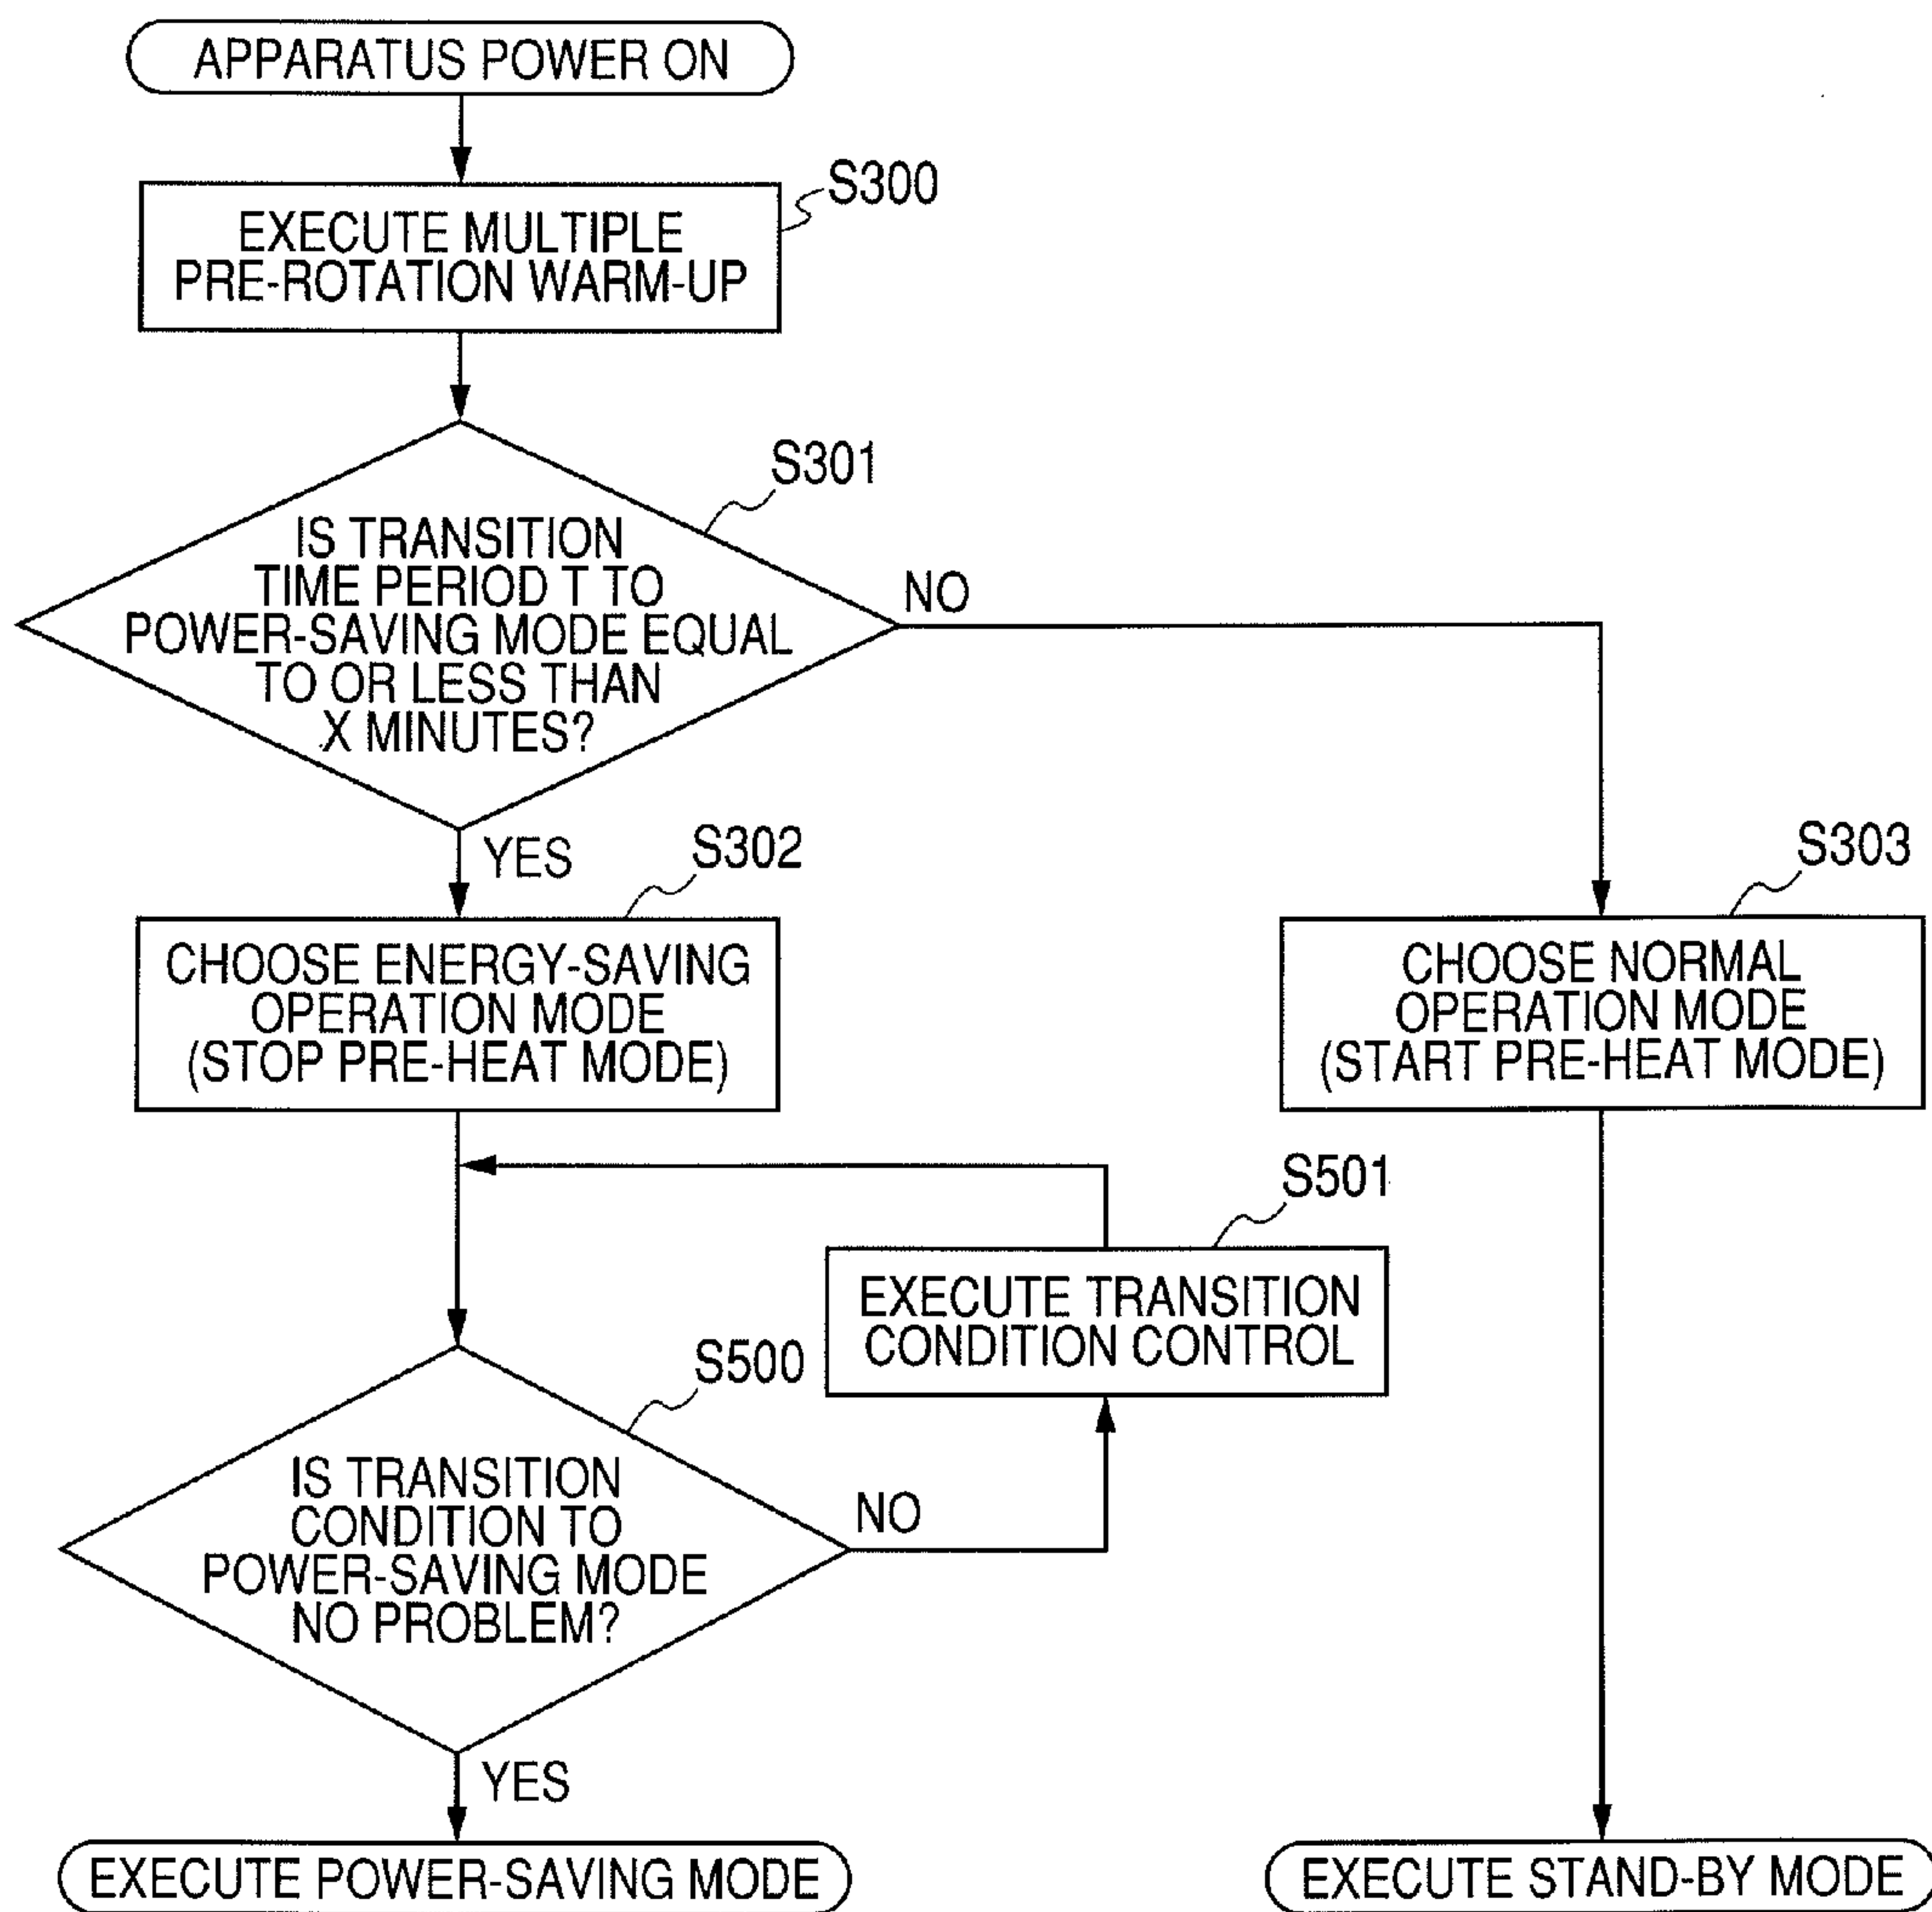 APPARATUS POWER ON
S300
EXECUTE MULTIPLE
PRE-ROTATION WARM-UP
S301
IS TRANSITION
TIME PERIOD T TO
POWER-SAVING MODE EQUAL
TO OR LESS THAN
X MINUTES?
NO
YES
S302
CHOOSE ENERGY-SAVING
OPERATION MODE
(STOP PRE-HEAT MODE)
S303
CHOOSE NORMAL
OPERATION MODE
(START PRE-HEAT MODE)
S501
EXECUTE TRANSITION
CONDITION CONTROL
S500
IS TRANSITION
CONDITION TO
POWER-SAVING MODE
NO PROBLEM?
NO
YES
EXECUTE POWER-SAVING MODE
EXECUTE STAND-BY MODE